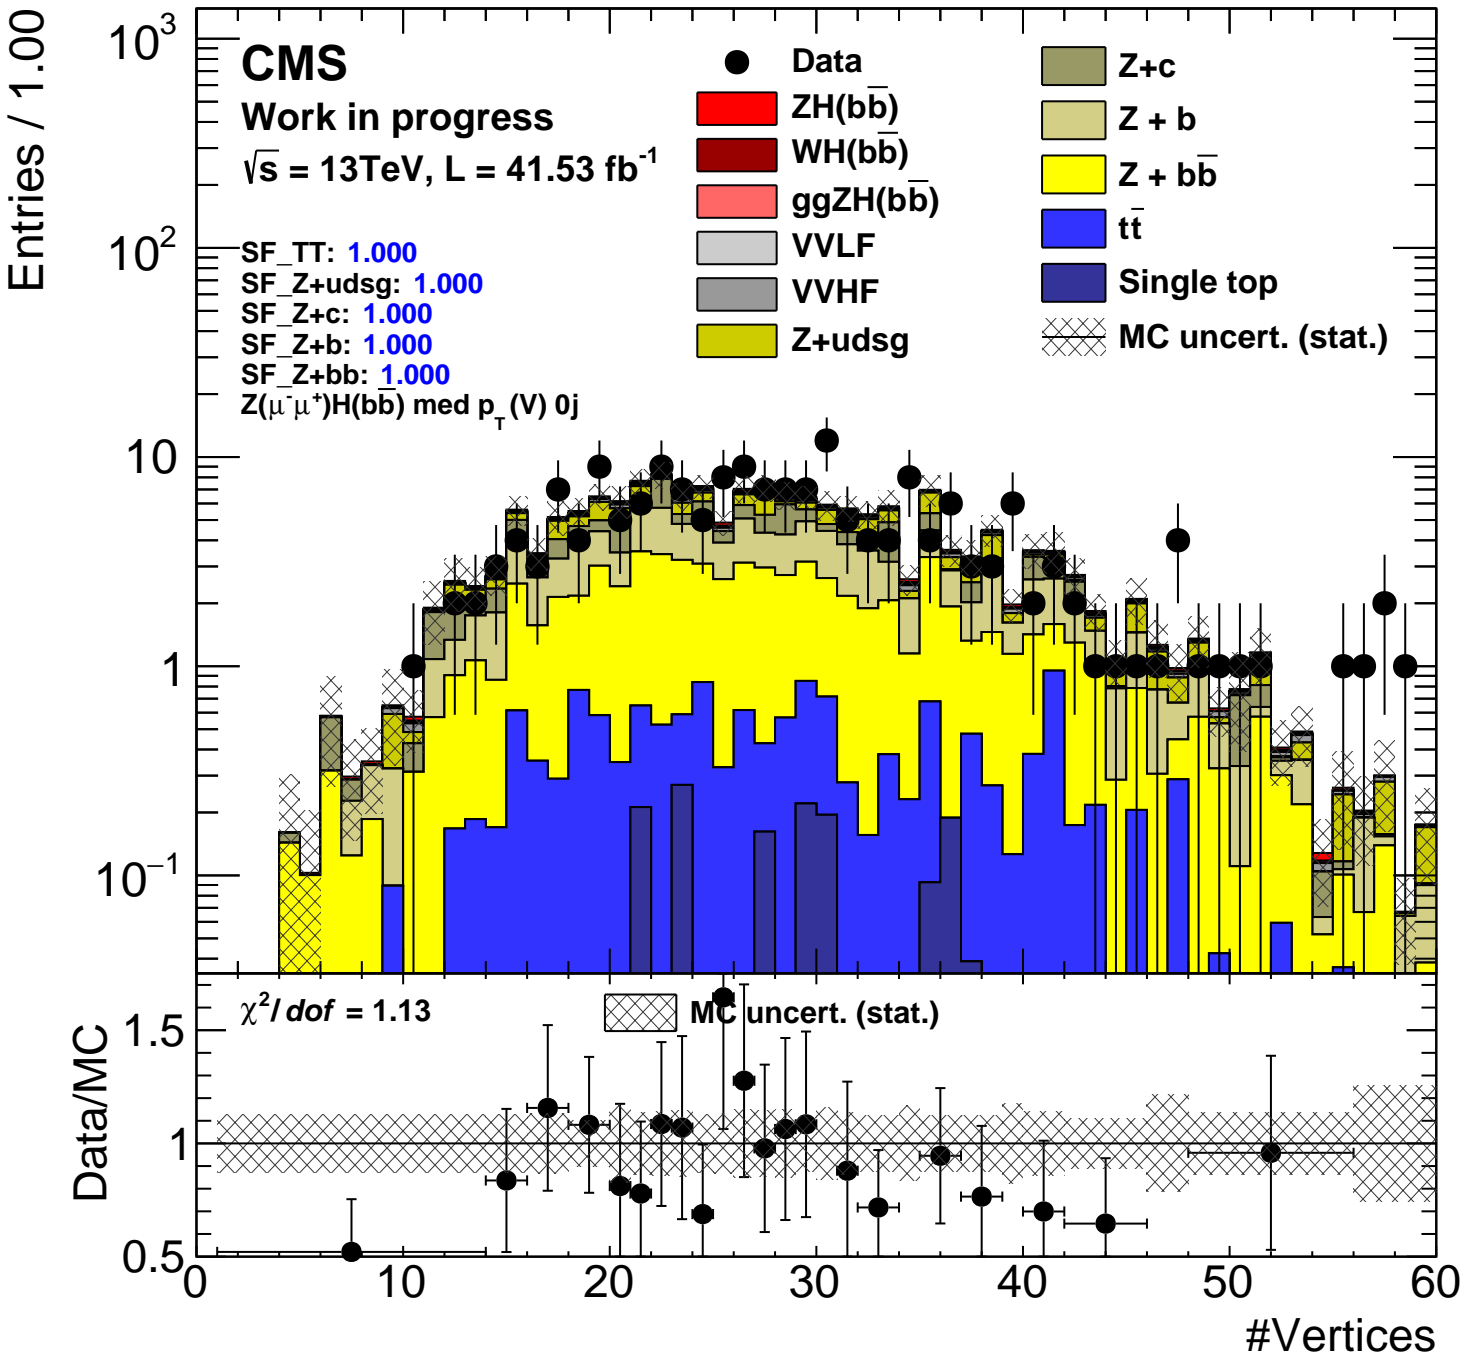 Entries / 1.00
10³
10²
10
1
10⁻¹
CMS
Work in progress
√s = 13TeV, L = 41.53 fb⁻¹
SF_TT: 1.000
SF_Z+udsg: 1.000
SF_Z+c: 1.000
SF_Z+b: 1.000
SF_Z+bb: 1.000
Z(μ⁻μ⁺)H(bb̅) med p_T(V) 0j
Data
ZH(bb̅)
WH(bb̅)
ggZH(bb̅)
VVLF
VVHF
Z+udsg
Z+c
Z + b
Z + bb̅
tt̅
Single top
MC uncert. (stat.)
χ²/dof = 1.13
MC uncert. (stat.)
Data/MC
1.5
1
0.5
0 10 20 30 40 50 60
#Vertices